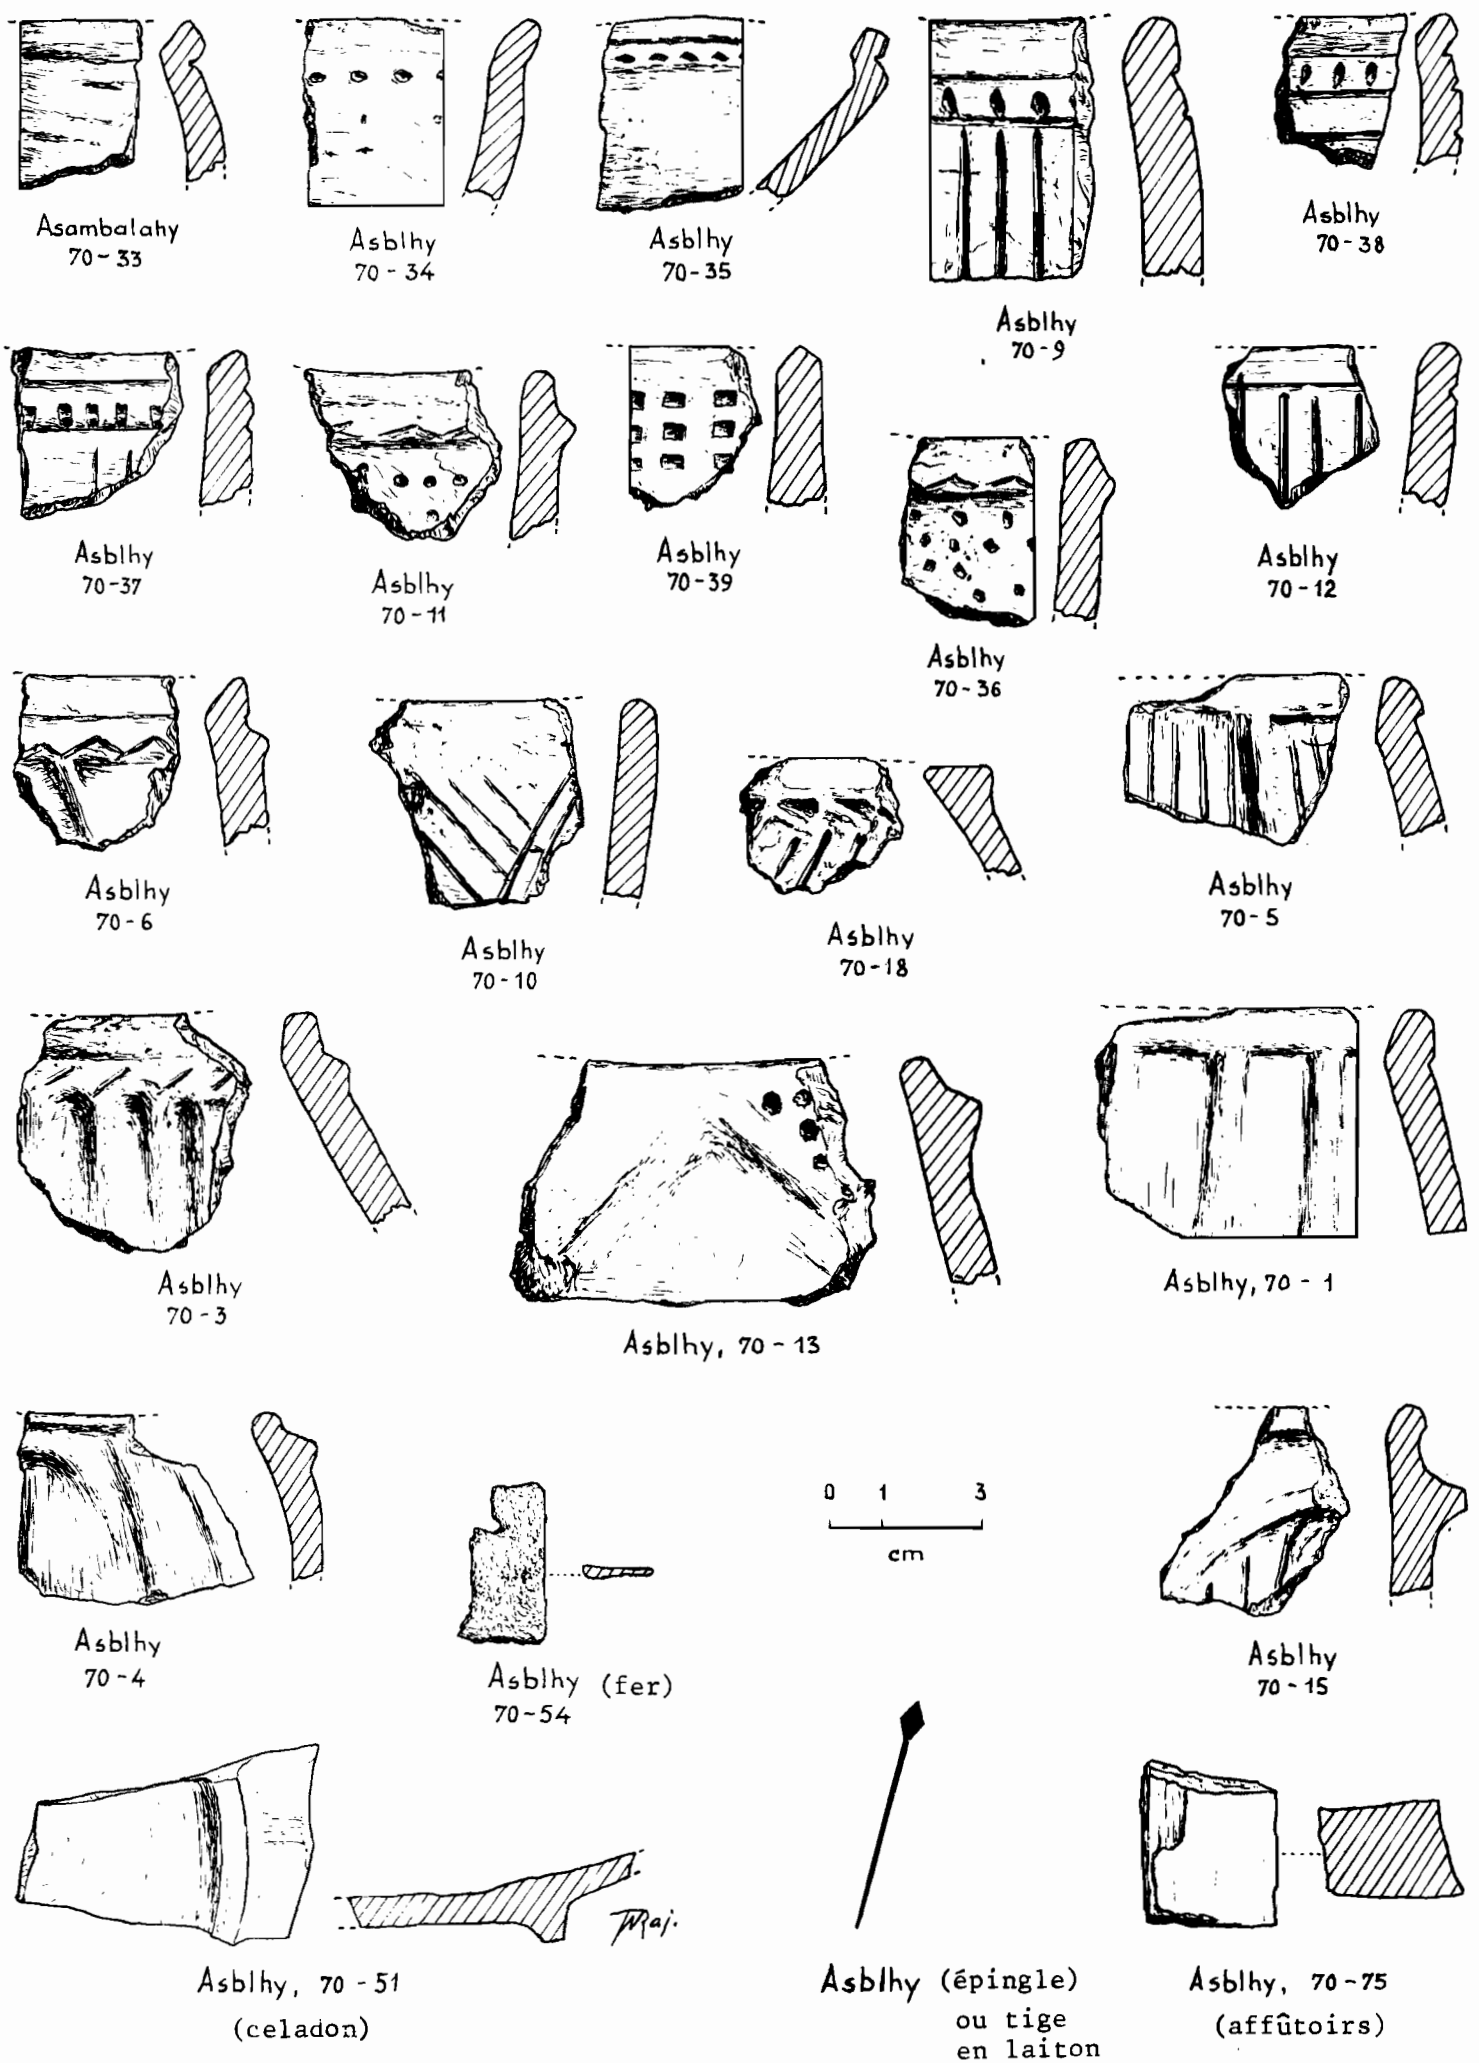 Asambalahy
70-33
Asblhy
70-34
Asblhy
70-35
Asblhy
70-9
Asblhy
70-38
Asblhy
70-37
Asblhy
70-11
Asblhy
70-39
Asblhy
70-36
Asblhy
70-12
Asblhy
70-6
Asblhy
70-10
Asblhy
70-18
Asblhy
70-5
Asblhy
70-3
Asblhy, 70-13
Asblhy, 70-1
Asblhy
70-4
Asblhy (fer)
70-54
0 1 3
cm
Asblhy
70-15
Asblhy, 70-51
(celadon)
Asblhy (épingle)
ou tige
en laiton
Asblhy, 70-75
(affûtoirs)